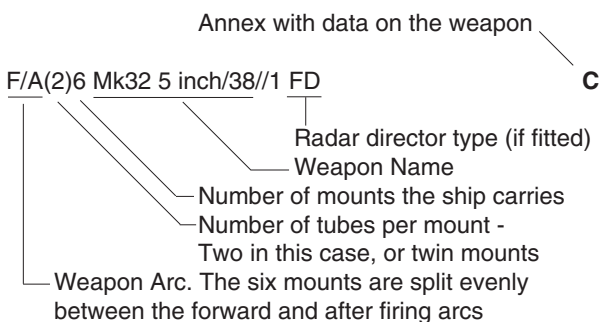 Annex with data on the weapon
F/A(2)6 Mk32 5 inch/38//1 FD C
Radar director type (if fitted)
Weapon Name
Number of mounts the ship carries
Number of tubes per mount -
Two in this case, or twin mounts
Weapon Arc. The six mounts are split evenly
between the forward and after firing arcs